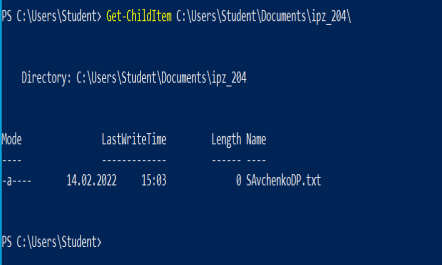 PS C:\Users\Student> Get-ChildItem C:\Users\Student\Documents\ipz_204\
Directory: C:\Users\Student\Documents\ipz_204
Mode LastWriteTime Length Name
---- ------------- ------ ----
-a---- 14.02.2022 15:03 0 SAvchenkoDP.txt
PS C:\Users\Student>